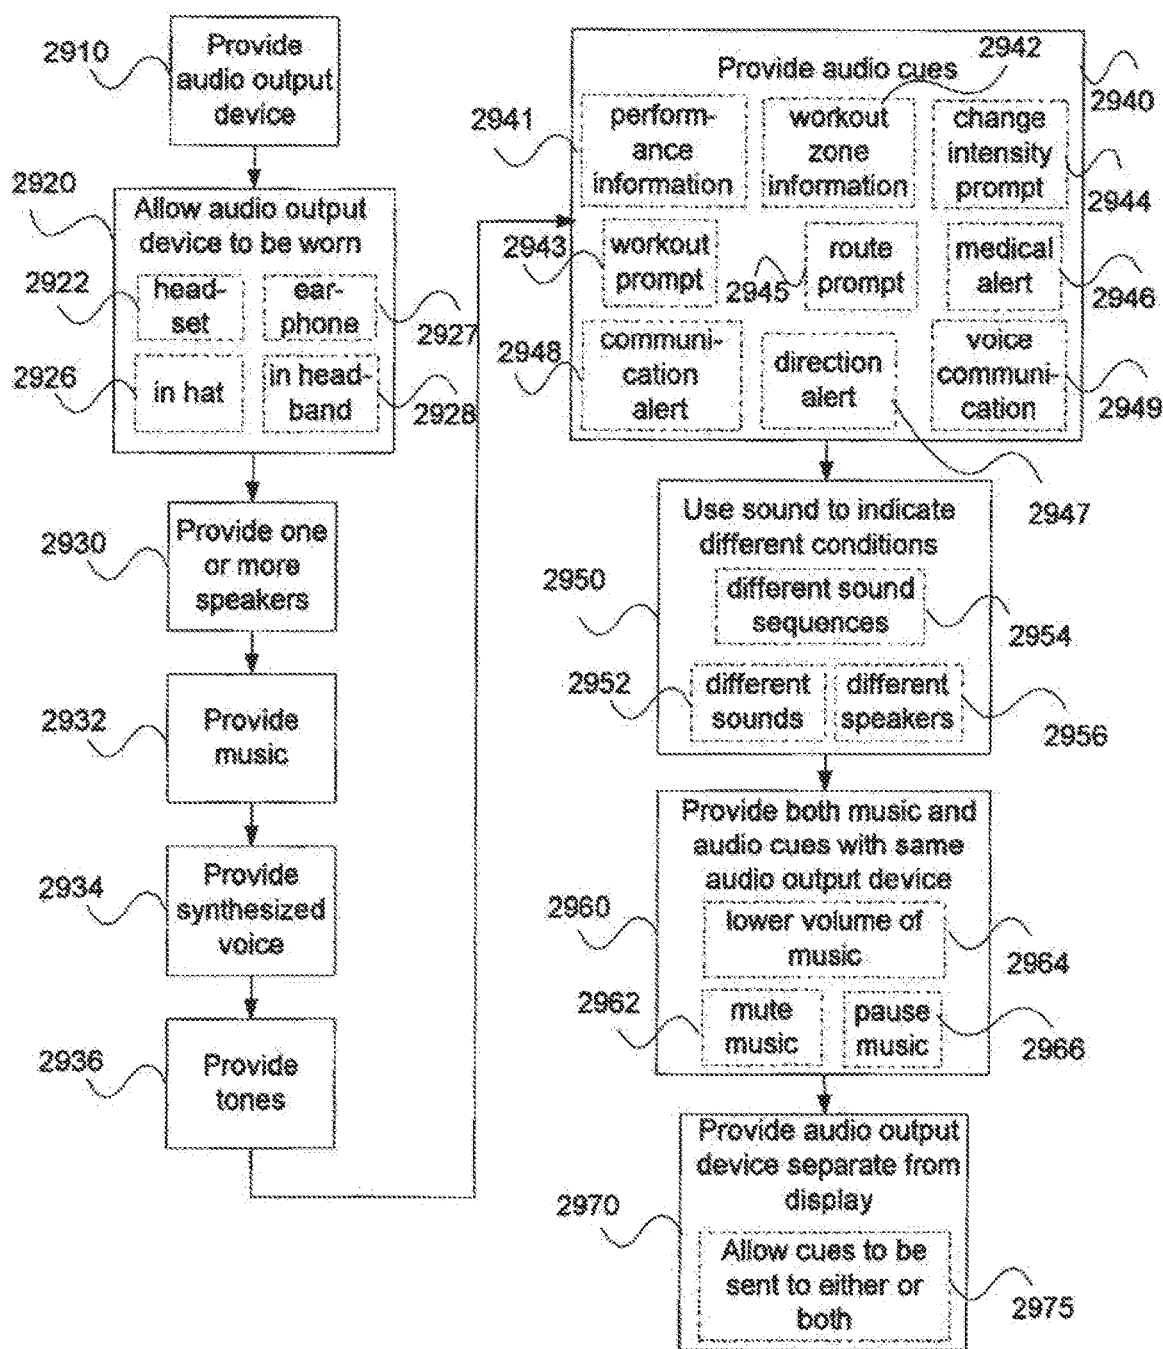 2910
Provide
audio output
device
2920
Allow audio output
device to be worn
2922
head-
set
ear-
phone
2927
2926
in hat
in head-
band
2928
2930
Provide one
or more
speakers
2932
Provide
music
2934
Provide
synthesized
voice
2936
Provide
tones
Provide audio cues
2942
2940
2941
perform-
ance
information
workout
zone
information
change
intensity
prompt
2944
2943
workout
prompt
2945
route
prompt
medical
alert
2946
2948
communi-
cation
alert
direction
alert
voice
communi-
cation
2949
2947
Use sound to indicate
different conditions
2950
different sound
sequences
2954
2952
different
sounds
different
speakers
2956
Provide both music and
audio cues with same
audio output device
2960
lower volume of
music
2964
2962
mute
music
pause
music
2966
Provide audio output
device separate from
display
2970
Allow cues to be
sent to either or
both
2975